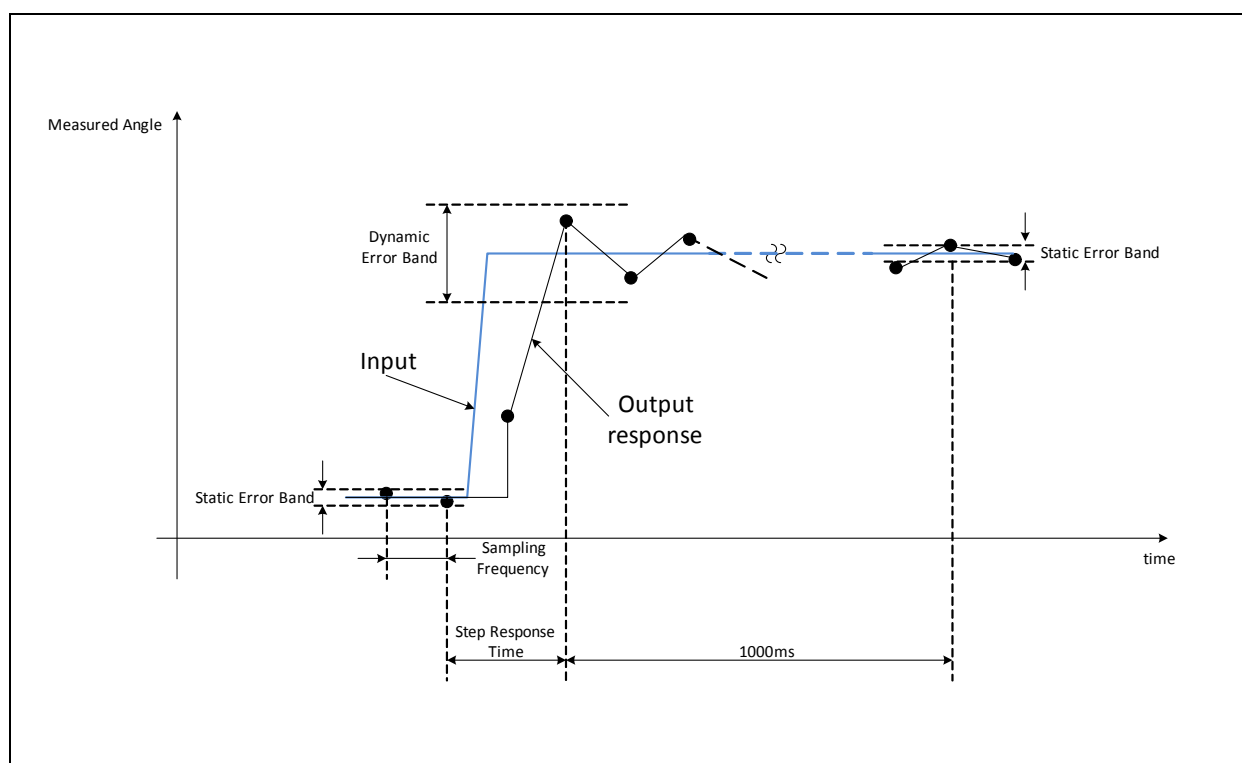 Measured Angle
Dynamic
Error Band
Static Error Band
Input
Output
response
Static Error Band
Sampling
Frequency
time
Step Response
Time
1000ms